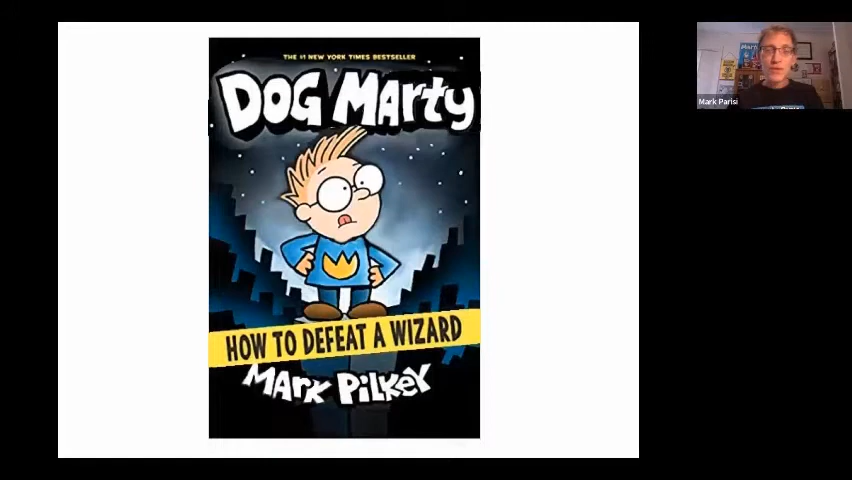 THE #1 NEW YORK TIMES BESTSELLER
DOG MArty
HOW TO DEFEAT A WIZARD
MArk PiLKeY
Mark Parisi